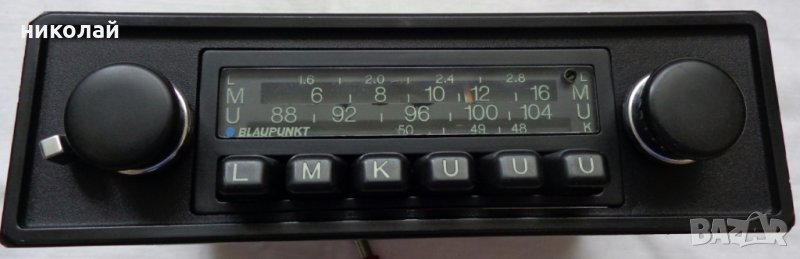 николай
L 1.6 2.0 2.4 2.8 L
M 6 8 10 12 16 M
U 88 92 96 100 104 U
BLAUPUNKT 50 49 48 K
L M K U U U
BAZAR